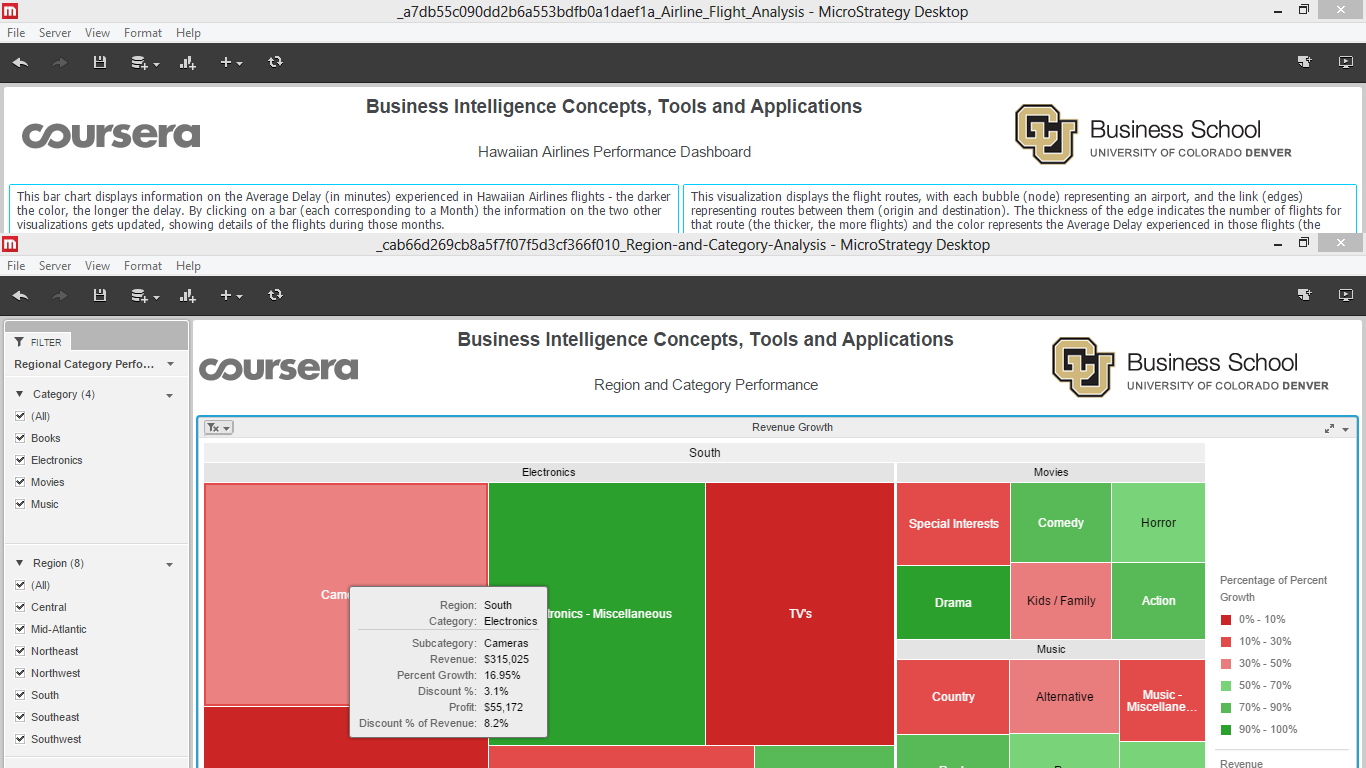 _a7db55c090dd2b6a553bdfb0a1daef1a_Airline_Flight_Analysis - MicroStrategy Desktop
File Server View Format Help
Business Intelligence Concepts, Tools and Applications
coursera
Hawaiian Airlines Performance Dashboard
CU
Business School
UNIVERSITY OF COLORADO DENVER
This bar chart displays information on the Average Delay (in minutes) experienced in Hawaiian Airlines flights - the darker
the color, the longer the delay. By clicking on a bar (each corresponding to a Month) the information on the two other
visualizations gets updated, showing details of the flights during those months.
This visualization displays the flight routes, with each bubble (node) representing an airport, and the link (edges)
representing routes between them (origin and destination). The thickness of the edge indicates the number of flights for
that route (the thicker, the more flights) and the color represents the Average Delay experienced in those flights (the
_cab66d269cb8a5f7f07f5d3cf366f010_Region-and-Category-Analysis - MicroStrategy Desktop
File Server View Format Help
FILTER
Regional Category Perfo...
Category (4)
(All)
Books
Electronics
Movies
Music
Region (8)
(All)
Central
Mid-Atlantic
Northeast
Northwest
South
Southeast
Southwest
Business Intelligence Concepts, Tools and Applications
coursera
Region and Category Performance
CU
Business School
UNIVERSITY OF COLORADO DENVER
Revenue Growth
South
Electronics
Movies
TV's
Special Interests
Comedy
Horror
Drama
Kids / Family
Action
Music
Country
Alternative
Music -
Miscellane...
- Miscellaneous
Region: South
Category: Electronics
Subcategory: Cameras
Revenue: $315,025
Percent Growth: 16.95%
Discount %: 3.1%
Profit: $55,172
Discount % of Revenue: 8.2%
Percentage of Percent
Growth
0% - 10%
10% - 30%
30% - 50%
50% - 70%
70% - 90%
90% - 100%
Revenue